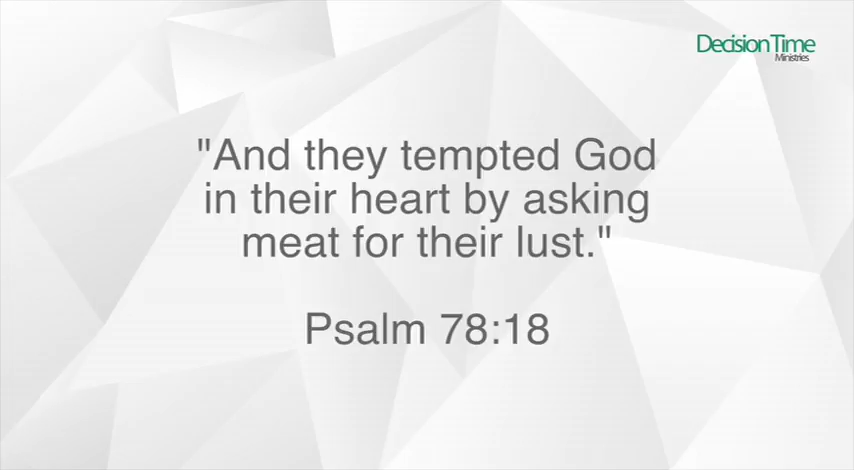 DecisionTime
Ministries
"And they tempted God
in their heart by asking
meat for their lust."
Psalm 78:18